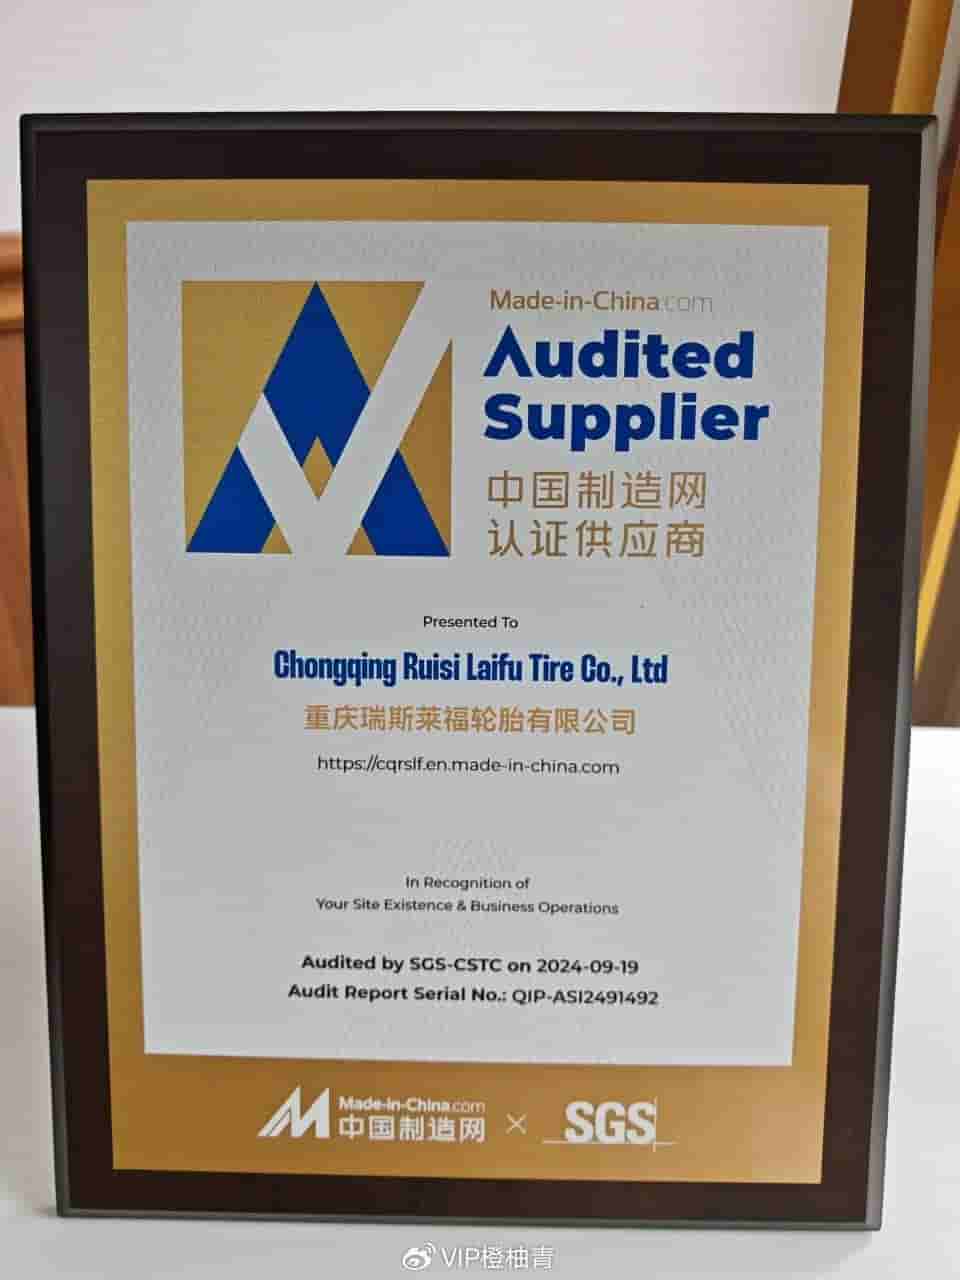 Made-in-China.com
Audited
Supplier
中国制造网
认证供应商
Presented To
Chongqing Ruisi Laifu Tire Co., Ltd
重庆瑞斯莱福轮胎有限公司
https://cqrslf.en.made-in-china.com
In Recognition of
Your Site Existence & Business Operations
Audited by SGS-CSTC on 2024-09-19
Audit Report Serial No.: QIP-ASI2491492
Made-in-China.com
中国制造网 × SGS
VIP橙柚青